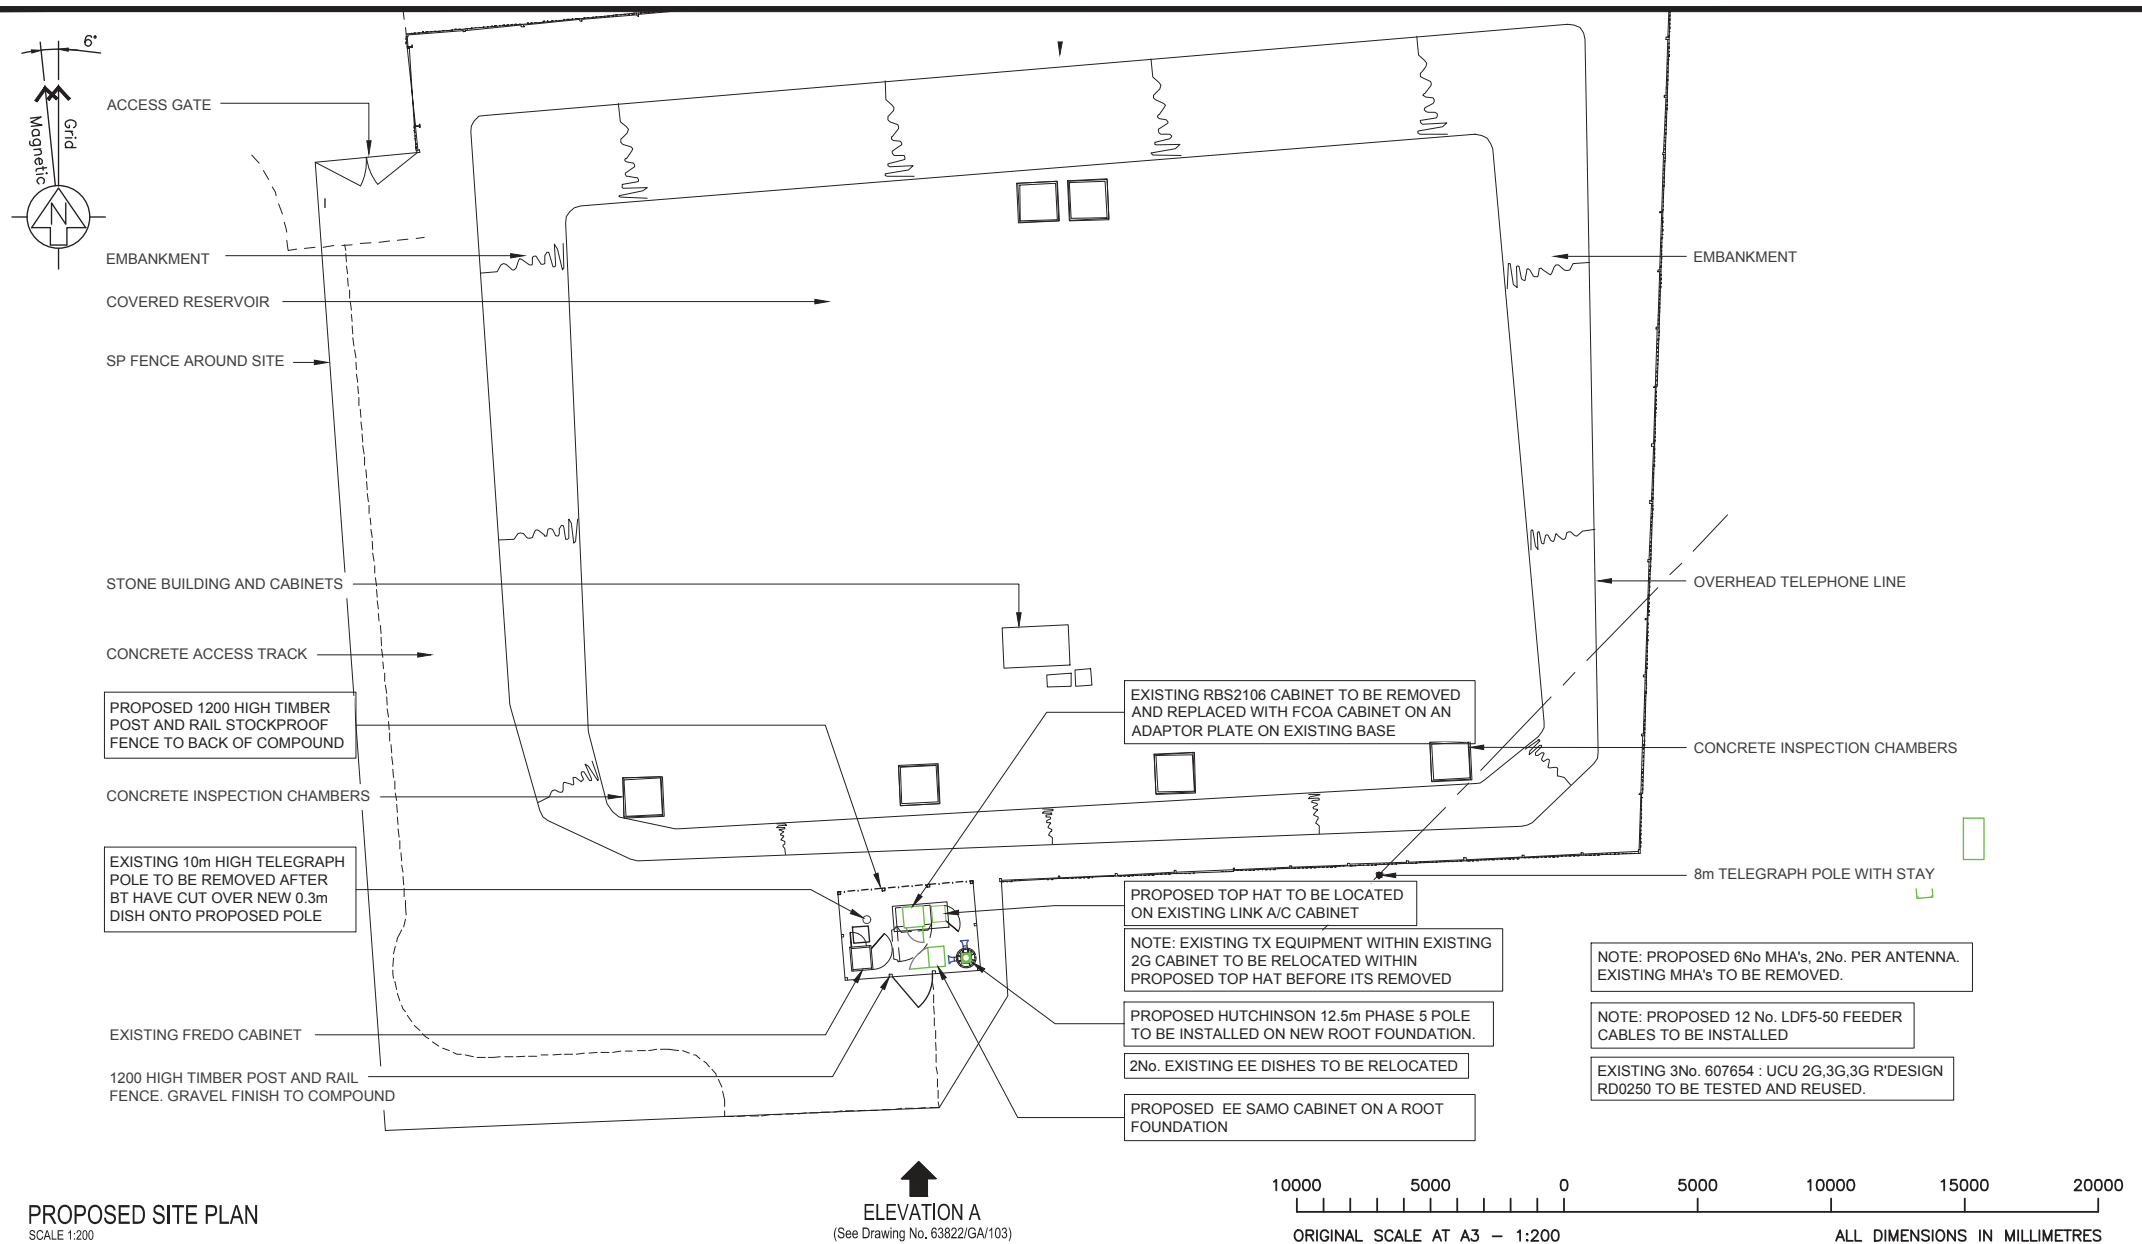 6°
Grid
Magnetic
N
ACCESS GATE
EMBANKMENT
COVERED RESERVOIR
SP FENCE AROUND SITE
STONE BUILDING AND CABINETS
CONCRETE ACCESS TRACK
PROPOSED 1200 HIGH TIMBER
POST AND RAIL STOCKPROOF
FENCE TO BACK OF COMPOUND
CONCRETE INSPECTION CHAMBERS
EXISTING 10m HIGH TELEGRAPH
POLE TO BE REMOVED AFTER
BT HAVE CUT OVER NEW 0.3m
DISH ONTO PROPOSED POLE
EXISTING FREDO CABINET
1200 HIGH TIMBER POST AND RAIL
FENCE. GRAVEL FINISH TO COMPOUND
EXISTING RBS2106 CABINET TO BE REMOVED
AND REPLACED WITH FCOA CABINET ON AN
ADAPTOR PLATE ON EXISTING BASE
PROPOSED TOP HAT TO BE LOCATED
ON EXISTING LINK A/C CABINET
NOTE: EXISTING TX EQUIPMENT WITHIN EXISTING
2G CABINET TO BE RELOCATED WITHIN
PROPOSED TOP HAT BEFORE ITS REMOVED
PROPOSED HUTCHINSON 12.5m PHASE 5 POLE
TO BE INSTALLED ON NEW ROOT FOUNDATION.
2No. EXISTING EE DISHES TO BE RELOCATED
PROPOSED EE SAMO CABINET ON A ROOT
FOUNDATION
EMBANKMENT
OVERHEAD TELEPHONE LINE
CONCRETE INSPECTION CHAMBERS
8m TELEGRAPH POLE WITH STAY
NOTE: PROPOSED 6No MHA's, 2No. PER ANTENNA.
EXISTING MHA's TO BE REMOVED.
NOTE: PROPOSED 12 No. LDF5-50 FEEDER
CABLES TO BE INSTALLED
EXISTING 3No. 607654 : UCU 2G,3G,3G R'DESIGN
RD0250 TO BE TESTED AND REUSED.
PROPOSED SITE PLAN
SCALE 1:200
ELEVATION A
(See Drawing No. 63822/GA/103)
10000 5000 0 5000 10000 15000 20000
ORIGINAL SCALE AT A3 – 1:200
ALL DIMENSIONS IN MILLIMETRES